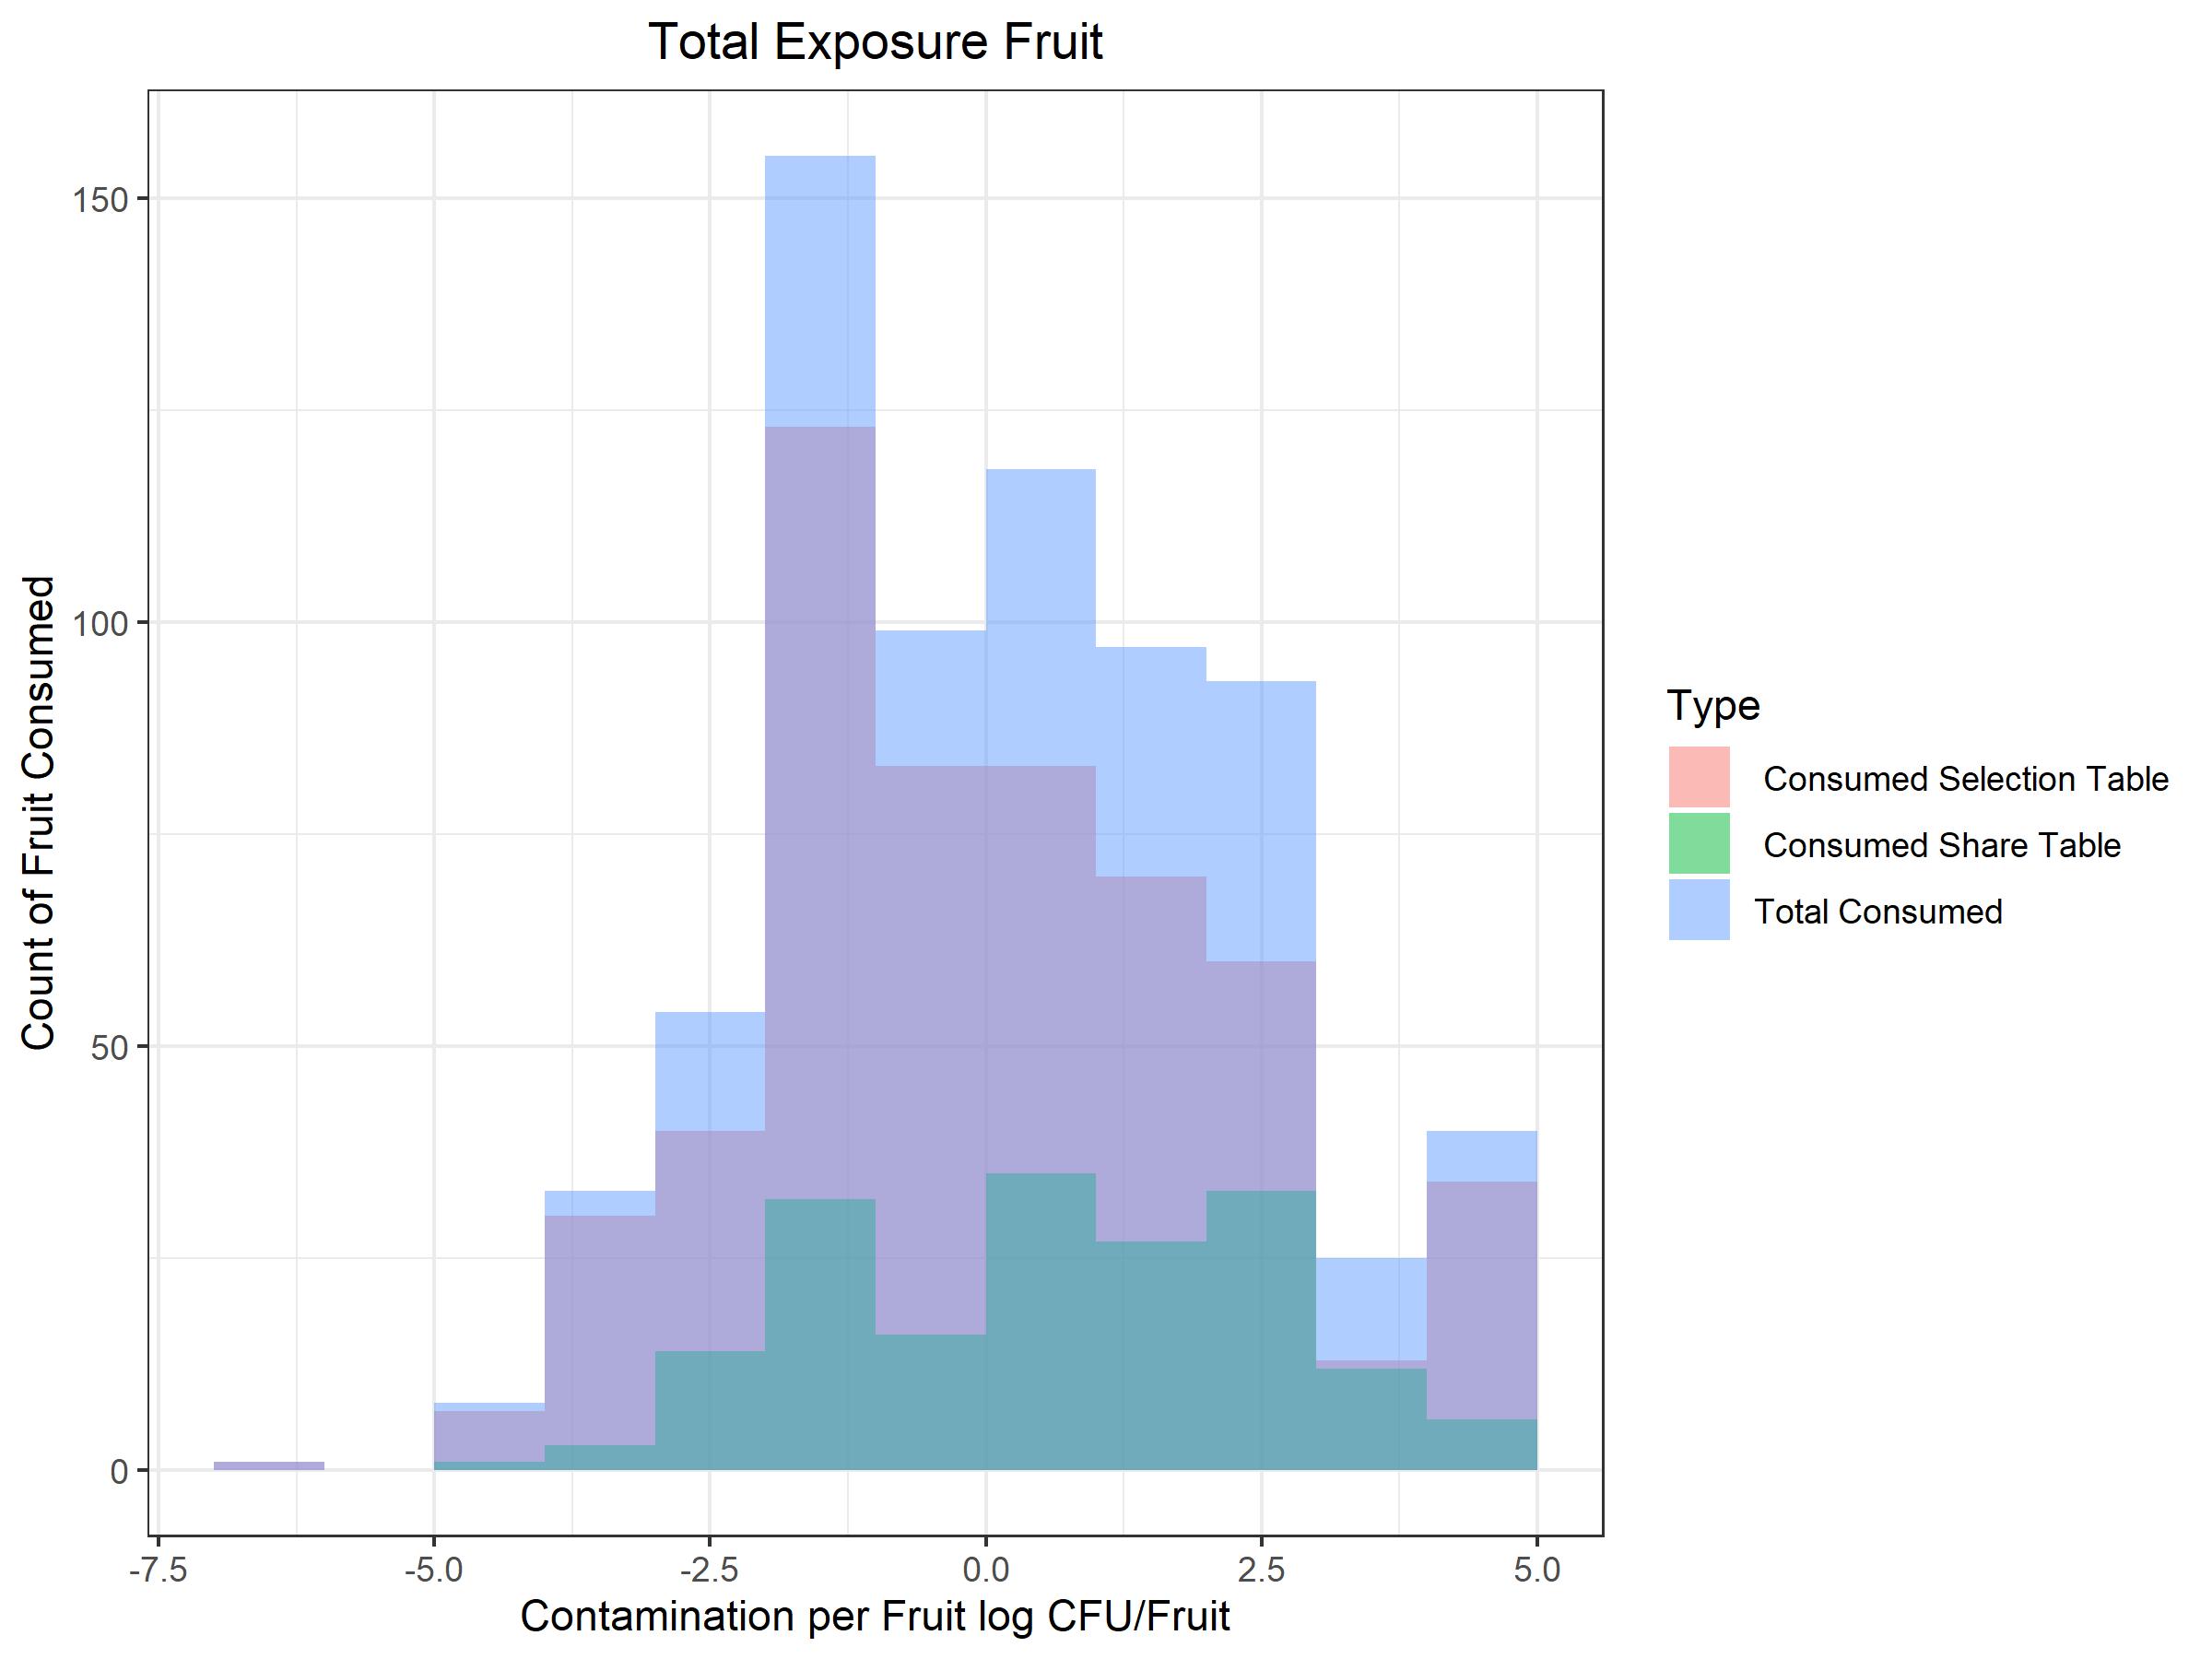 Total Exposure Fruit
Count of Fruit Consumed
150
100
50
0
-7.5
-5.0
-2.5
0.0
2.5
5.0
Contamination per Fruit log CFU/Fruit
Type
Consumed Selection Table
Consumed Share Table
Total Consumed